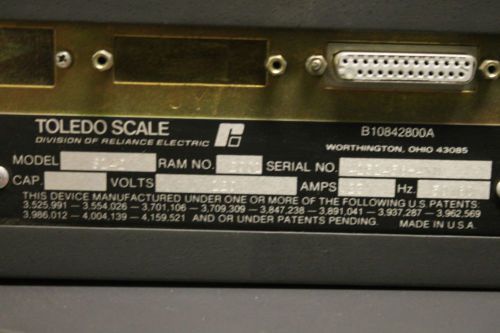 TOLEDO SCALE
DIVISION OF RELIANCE ELECTRIC
B10842800A
WORTHINGTON, OHIO 43085
MODEL RAM NO. SERIAL NO.
CAP. VOLTS AMPS Hz.
THIS DEVICE MANUFACTURED UNDER ONE OR MORE OF THE FOLLOWING U.S. PATENTS:
3,525,991 — 3,554,026 — 3,701,106 — 3,709,309 — 3,847,238 — 3,891,041 — 3,937,287 — 3,962,569
3,986,012 — 4,004,139 — 4,159,521 AND OR UNDER PATENTS PENDING. MADE IN U.S.A.